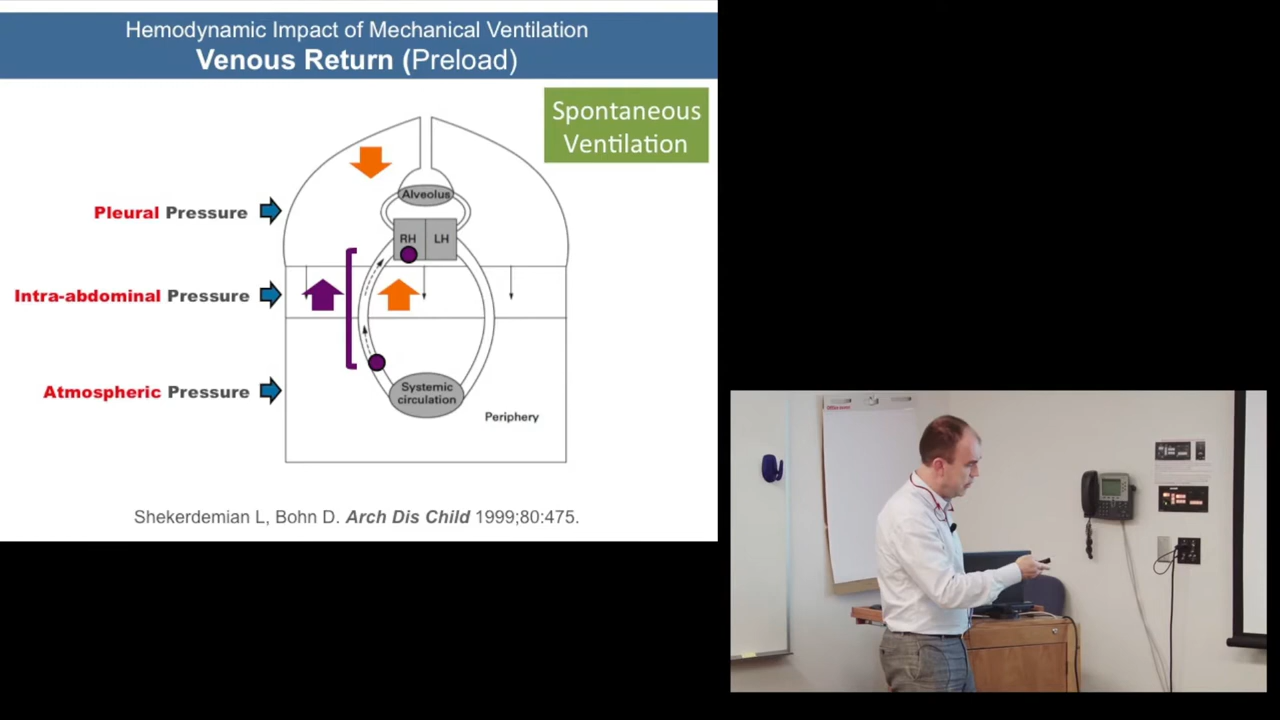 Hemodynamic Impact of Mechanical Ventilation
Venous Return (Preload)
Spontaneous
Ventilation
Alveolus
Pleural Pressure
RH
LH
Intra-abdominal Pressure
Atmospheric Pressure
Systemic
circulation
Periphery
Shekerdemian L, Bohn D. Arch Dis Child 1999;80:475.